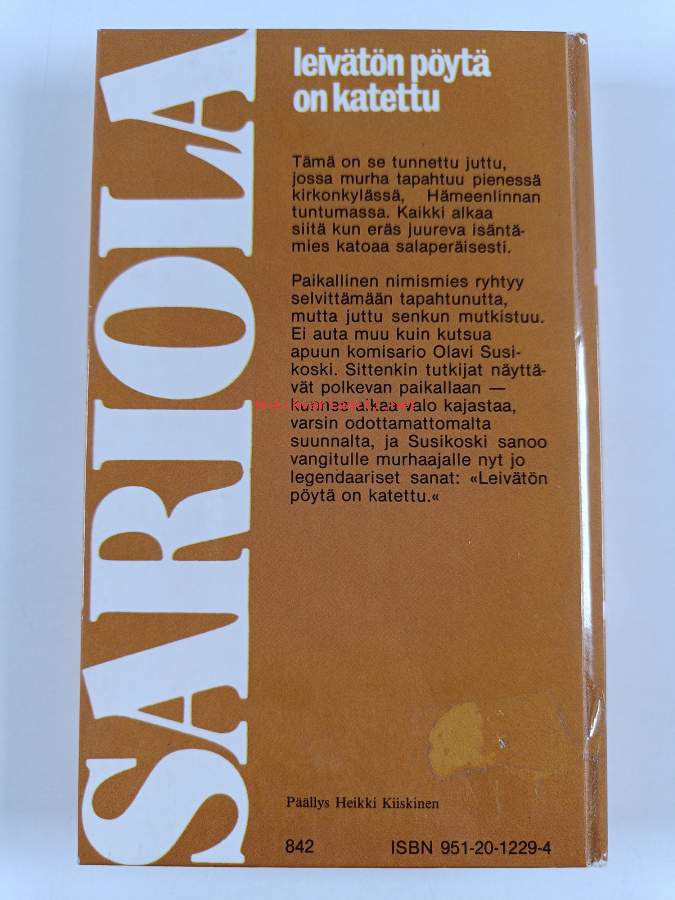 SARIOLA
leivätön pöytä
on katettu
Tämä on se tunnettu juttu,
jossa murha tapahtuu pienessä
kirkonkylässä, Hämeenlinnan
tuntumassa. Kaikki alkaa
siitä kun eräs juureva isäntä-
mies katoaa salaperäisesti.
Paikallinen nimismies ryhtyy
selvittämään tapahtunutta,
mutta juttu senkun mutkistuu.
Ei auta muu kuin kutsua
apuun komisario Olavi Susi-
koski. Sittenkin tutkijat näyttä-
vät polkevan paikallaan —
kunnes alkaa valo kajastaa,
varsin odottamattomalta
suunnalta, ja Susikoski sanoo
vangitulle murhaajalle nyt jo
legendaariset sanat: «Leivätön
pöytä on katettu.«
Päällys Heikki Kiiskinen
842 ISBN 951-20-1229-4